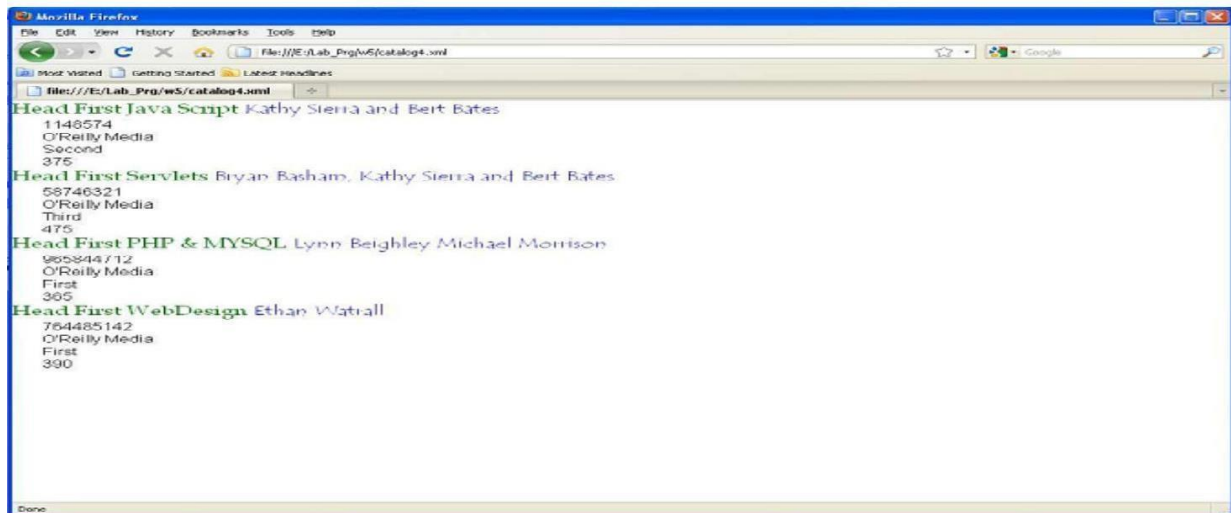 Mozilla Firefox
File Edit View History Bookmarks Tools Help
file:///E:/Lab_Prg/w5/catalog4.xml
Google
Most Visited Getting Started Latest Headlines
file:///E:/Lab_Prg/w5/catalog4.xml
Head First Java Script Kathy Sierra and Bert Bates
1148574
O'Reilly Media
Second
375
Head First Servlets Bryan Basham, Kathy Sierra and Bert Bates
58746321
O'Reilly Media
Third
475
Head First PHP & MYSQL Lynn Beighley Michael Morrison
965844712
O'Reilly Media
First
365
Head First WebDesign Ethan Watrall
764485142
O'Reilly Media
First
390
Done